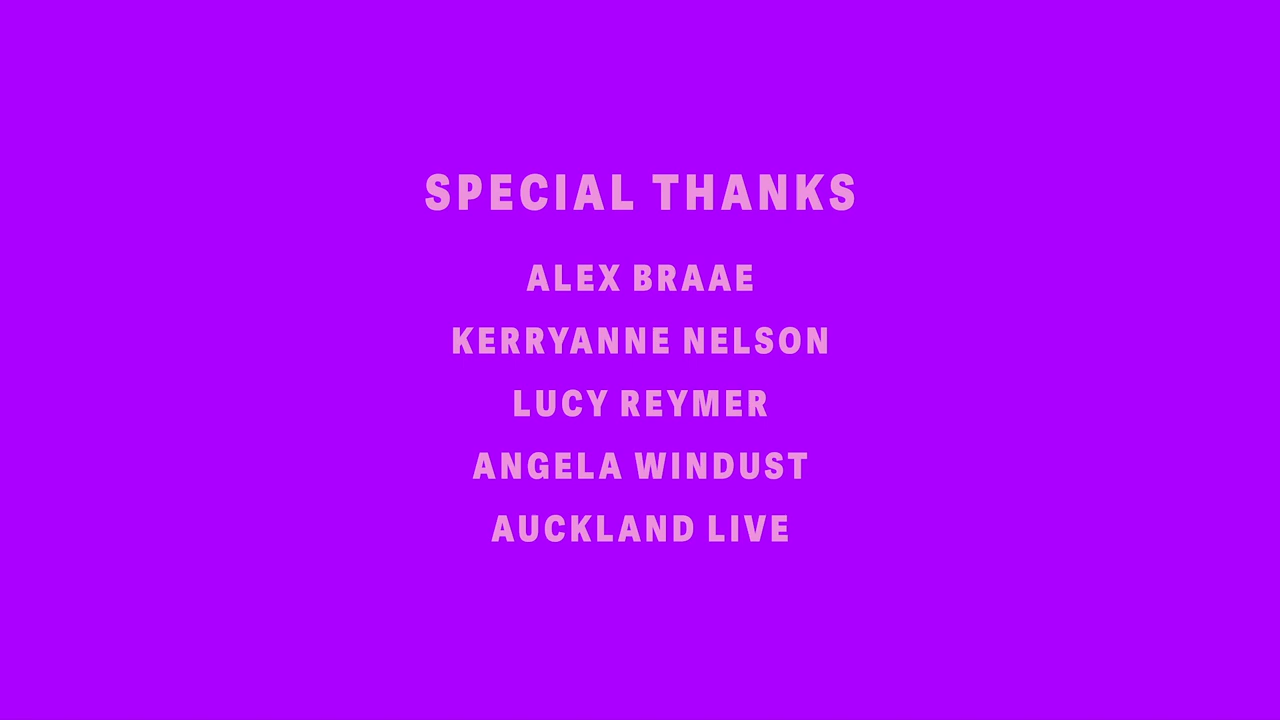 SPECIAL THANKS
ALEX BRAAE
KERRYANNE NELSON
LUCY REYMER
ANGELA WINDUST
AUCKLAND LIVE